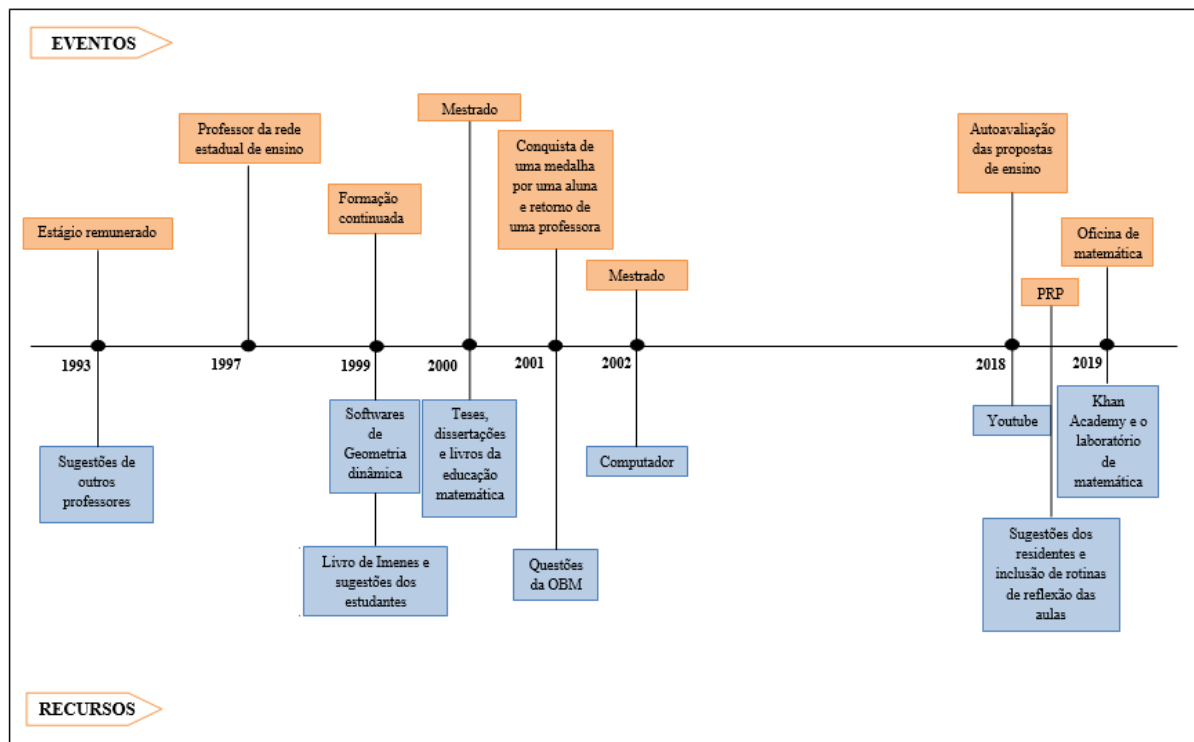 EVENTOS
Mestrado
Professor da rede
estadual de ensino
Autoavaliação
das propostas
de ensino
Conquista de
uma medalha
por uma aluna
e retorno de
uma professora
Formação
continuada
Estágio remunerado
Oficina de
matemática
Mestrado
PRP
1993
1997
1999
2000
2001
2002
2018
2019
Sugestões de
outros
professores
Softwares
de
Geometria
dinâmica
Teses,
dissertações
e livros da
educação
matemática
Computador
Youtube
Khan
Academy e o
laboratório
de
matemática
Livro de Imenes e
sugestões dos
estudantes
Questões
da OBM
Sugestões dos
residentes e
inclusão de rotinas
de reflexão das
aulas
RECURSOS